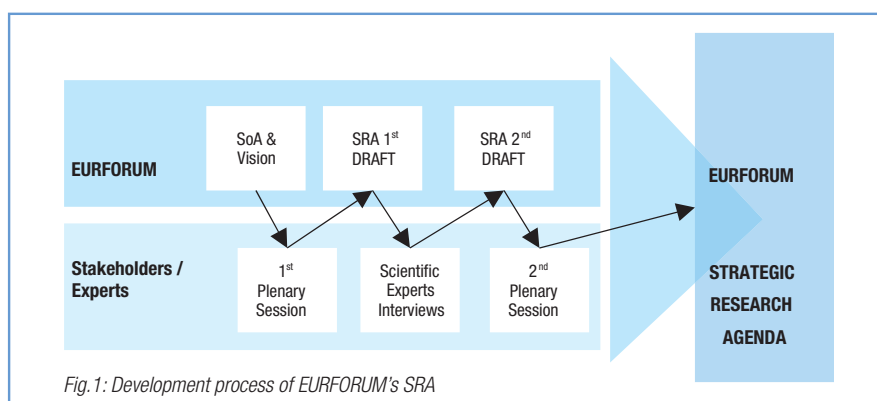 EURFORUM
SoA &
Vision
SRA 1st
DRAFT
SRA 2nd
DRAFT
Stakeholders /
Experts
1st
Plenary
Session
Scientific
Experts
Interviews
2nd
Plenary
Session
EURFORUM
STRATEGIC
RESEARCH
AGENDA
Fig.1: Development process of EURFORUM's SRA